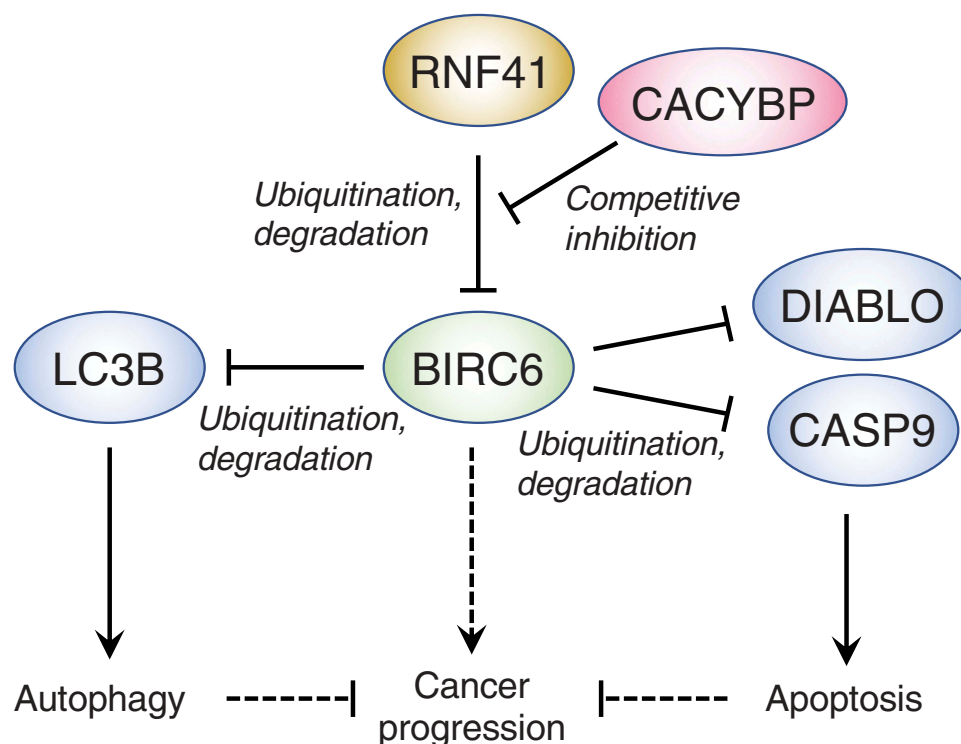 RNF41
CACYBP
Ubiquitination,
degradation
Competitive
inhibition
DIABLO
LC3B
BIRC6
CASP9
Ubiquitination,
degradation
Ubiquitination,
degradation
Autophagy
Cancer
progression
Apoptosis